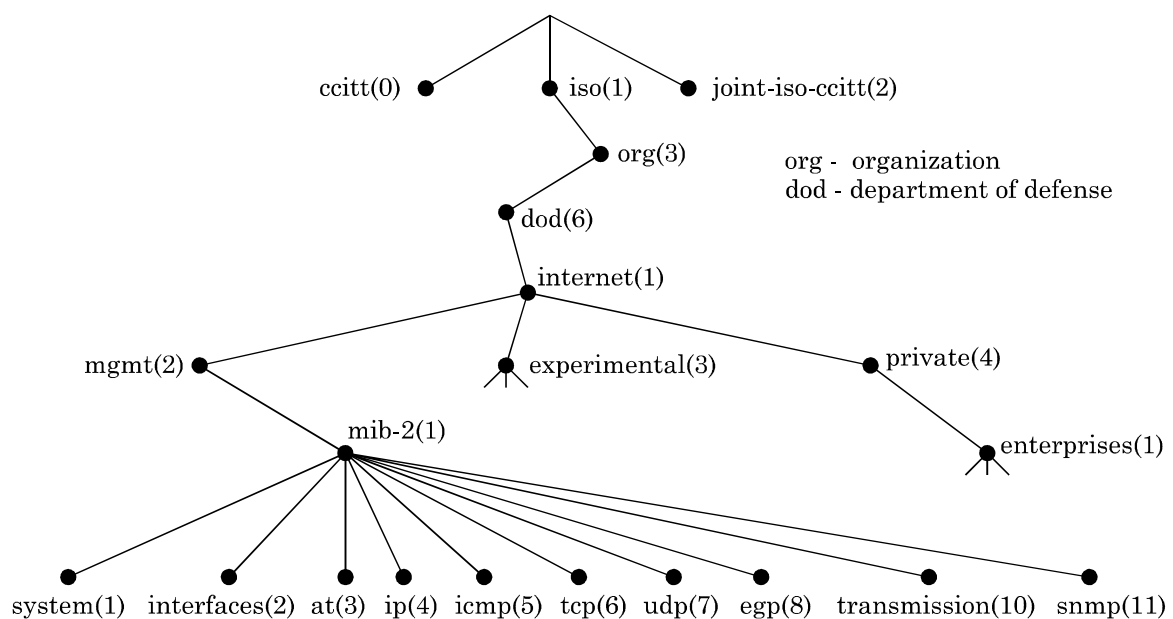 ccitt(0) iso(1) joint-iso-ccitt(2)
org(3)
org - organization
dod - department of defense
dod(6)
internet(1)
mgmt(2) experimental(3) private(4)
mib-2(1)
enterprises(1)
system(1) interfaces(2) at(3) ip(4) icmp(5) tcp(6) udp(7) egp(8) transmission(10) snmp(11)